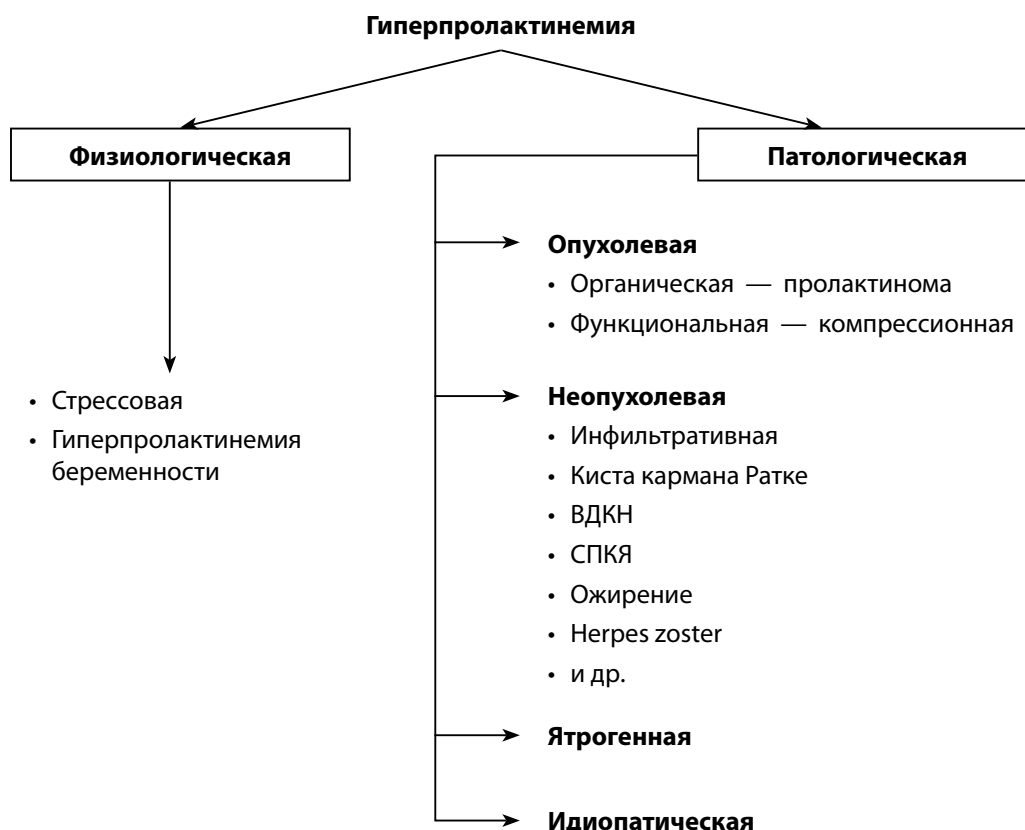 Гиперпролактинемия
Физиологическая
Патологическая
• Стрессовая
• Гиперпролактинемия
беременности
Опухолевая
• Органическая — пролактинома
• Функциональная — компрессионная
Неопухолевая
• Инфильтративная
• Киста кармана Ратке
• ВДКН
• СПКЯ
• Ожирение
• Herpes zoster
• и др.
Ятрогенная
Идиопатическая